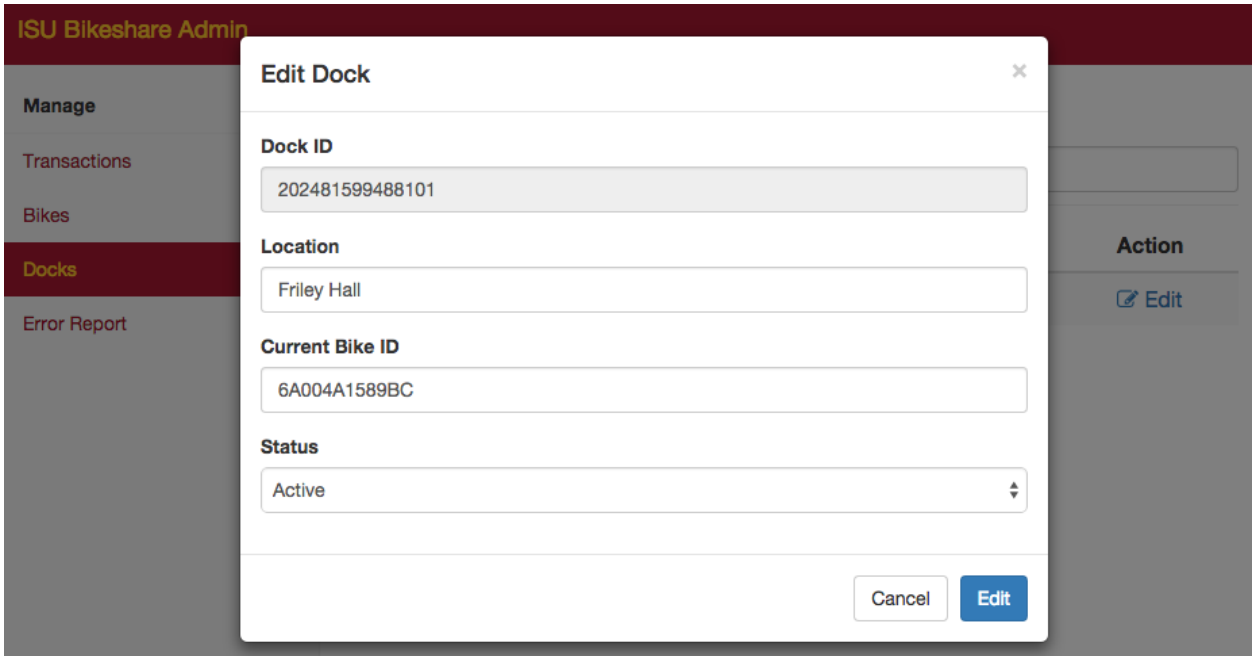 ISU Bikeshare Admin
Manage
Transactions
Bikes
Docks
Error Report
Edit Dock
×
Dock ID
202481599488101
Location
Friley Hall
Current Bike ID
6A004A1589BC
Status
Active
Cancel Edit
Action
Edit